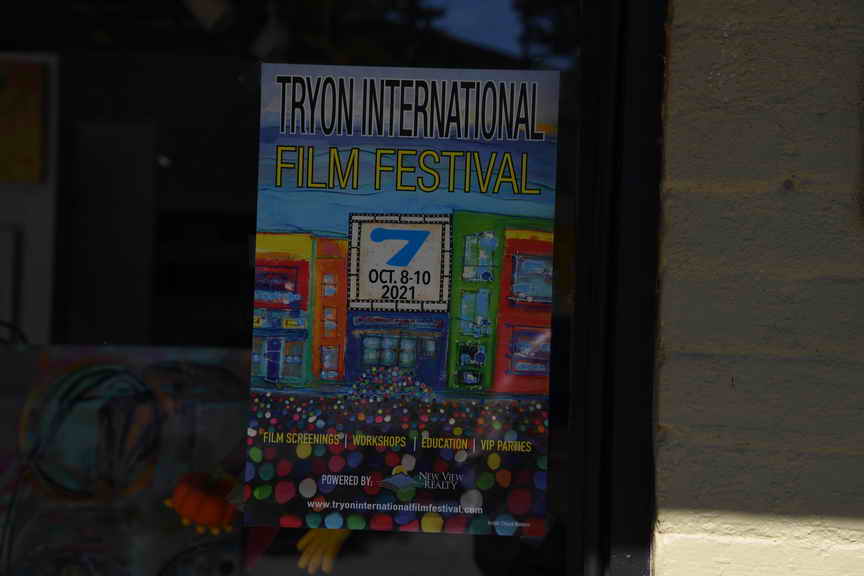 TRYON INTERNATIONAL
FILM FESTIVAL
7
OCT. 8-10
2021
FILM SCREENINGS | WORKSHOPS | EDUCATION | VIP PARTIES
POWERED BY: NEW VIEW
REALTY
www.tryoninternationalfilmfestival.com